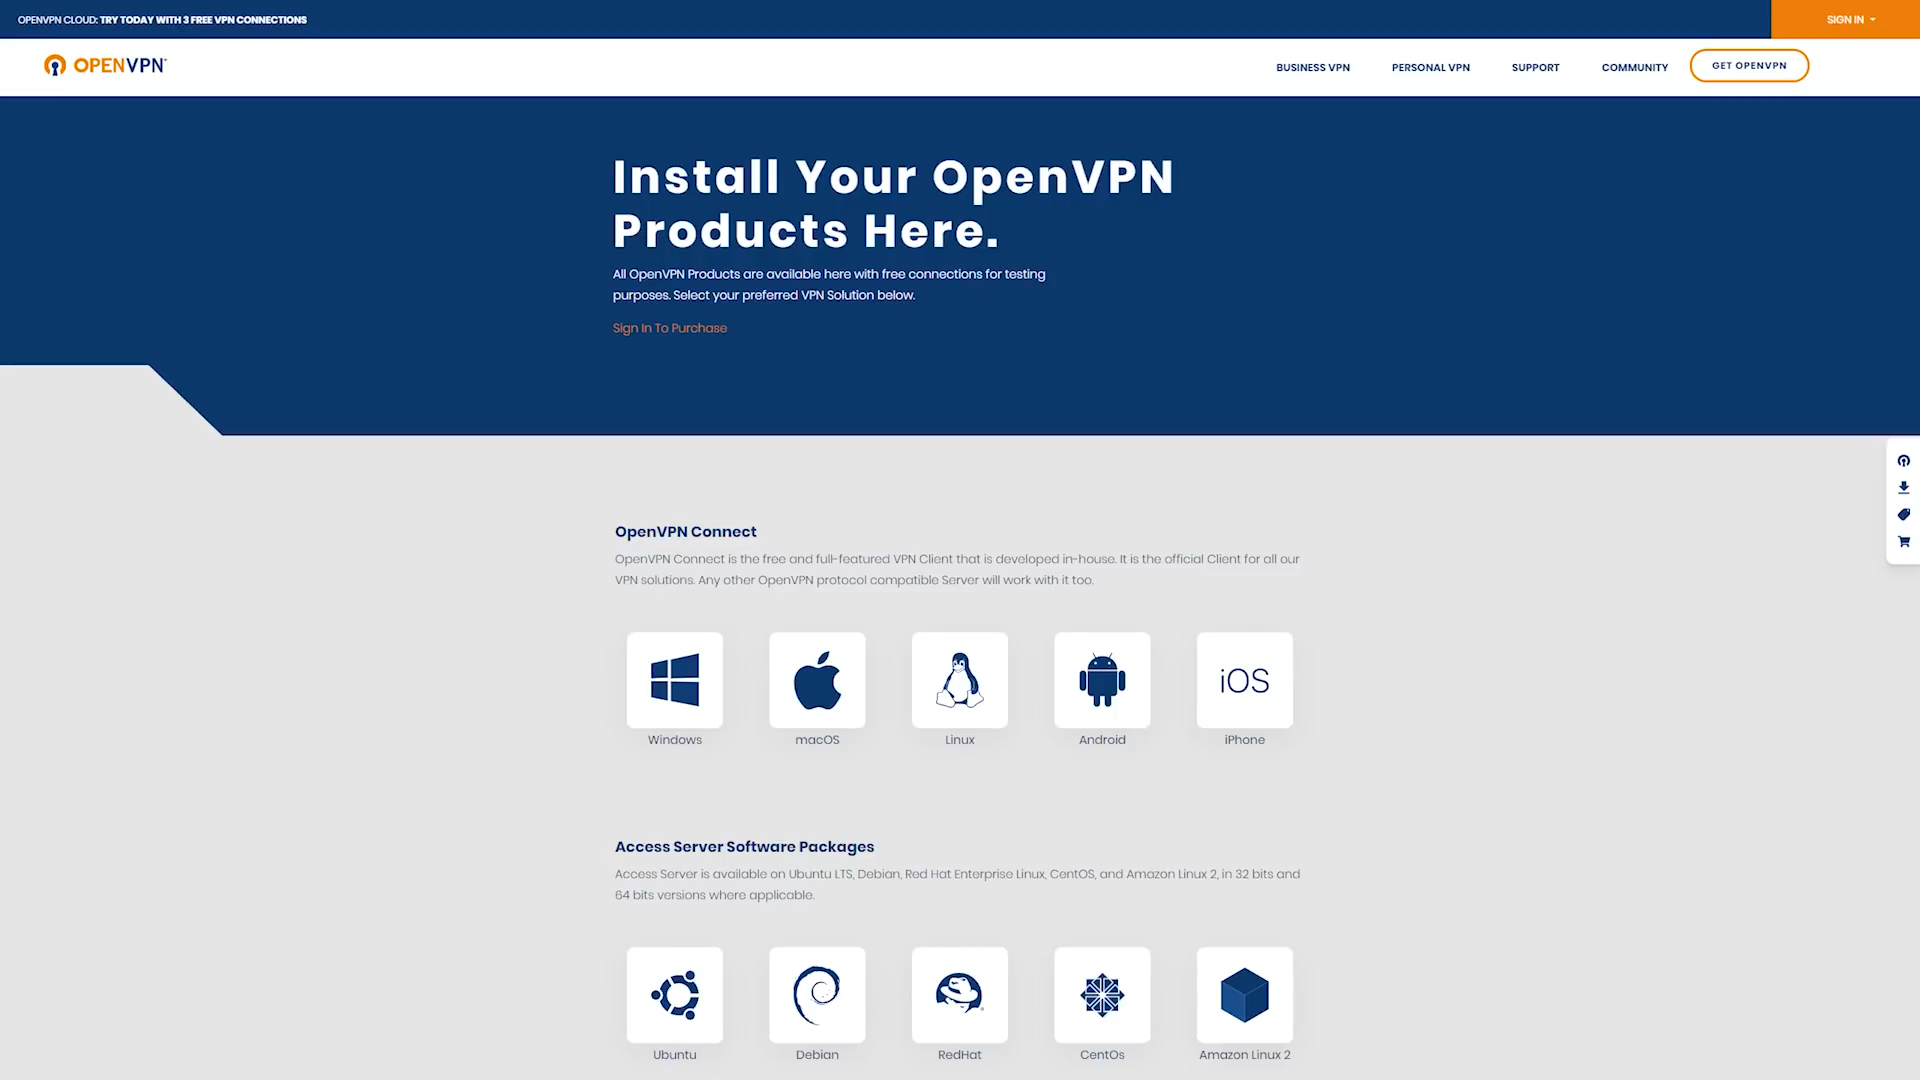 OPENVPN CLOUD: TRY TODAY WITH 3 FREE VPN CONNECTIONS
SIGN IN
OPENVPN
BUSINESS VPN
PERSONAL VPN
SUPPORT
COMMUNITY
GET OPENVPN
Install Your OpenVPN
Products Here.
All OpenVPN Products are available here with free connections for testing
purposes. Select your preferred VPN Solution below.
Sign In To Purchase
OpenVPN Connect
OpenVPN Connect is the free and full-featured VPN Client that is developed in-house. It is the official Client for all our
VPN solutions. Any other OpenVPN protocol compatible Server will work with it too.
iOS
Windows
macOS
Linux
Android
iPhone
Access Server Software Packages
Access Server is available on Ubuntu LTS, Debian, Red Hat Enterprise Linux, CentOS, and Amazon Linux 2, in 32 bits and
64 bits versions where applicable.
Ubuntu
Debian
RedHat
CentOs
Amazon Linux 2